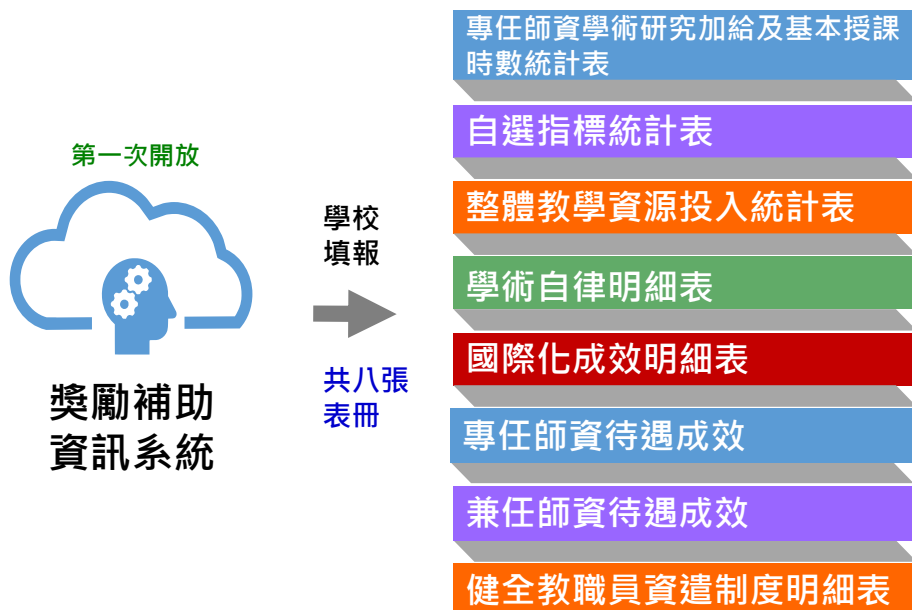 第一次開放
獎勵補助
資訊系統
學校
填報
共八張
表冊
專任師資學術研究加給及基本授課
時數統計表
自選指標統計表
整體教學資源投入統計表
學術自律明細表
國際化成效明細表
專任師資待遇成效
兼任師資待遇成效
健全教職員資遣制度明細表